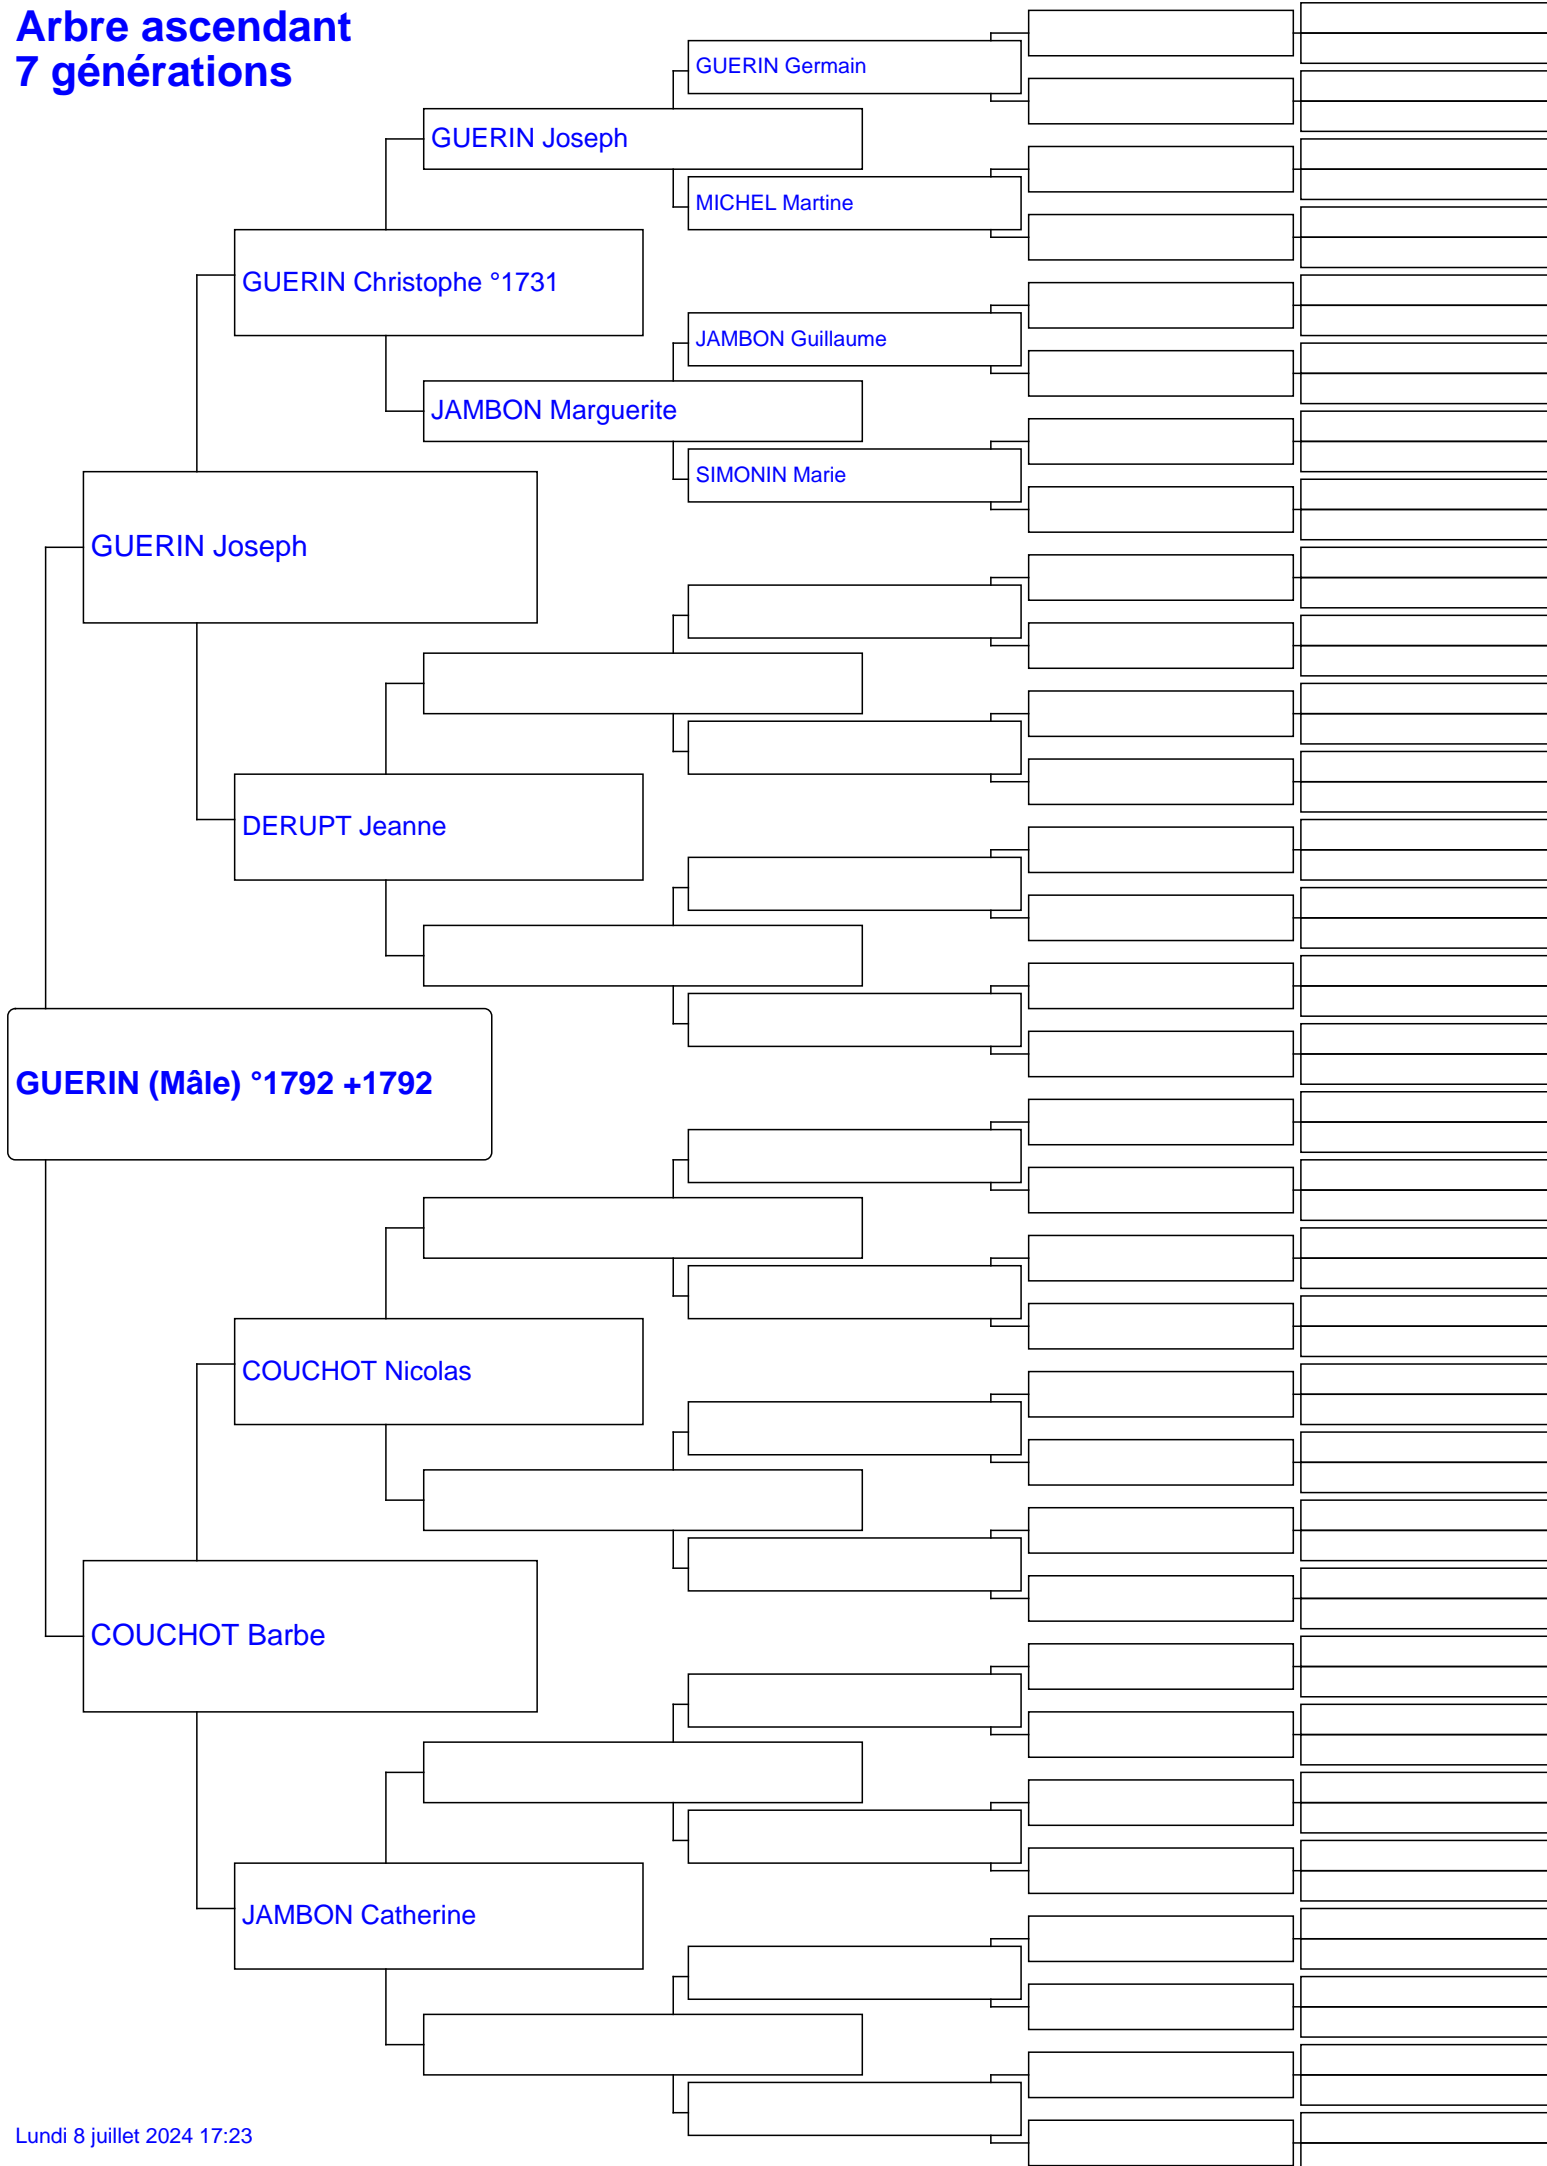 Arbre ascendant
7 générations
GUERIN Germain
GUERIN Joseph
MICHEL Martine
GUERIN Christophe °1731
JAMBON Guillaume
JAMBON Marguerite
SIMONIN Marie
GUERIN Joseph
DERUPT Jeanne
GUERIN (Mâle) °1792 +1792
COUCHOT Nicolas
COUCHOT Barbe
JAMBON Catherine
Lundi 8 juillet 2024 17:23